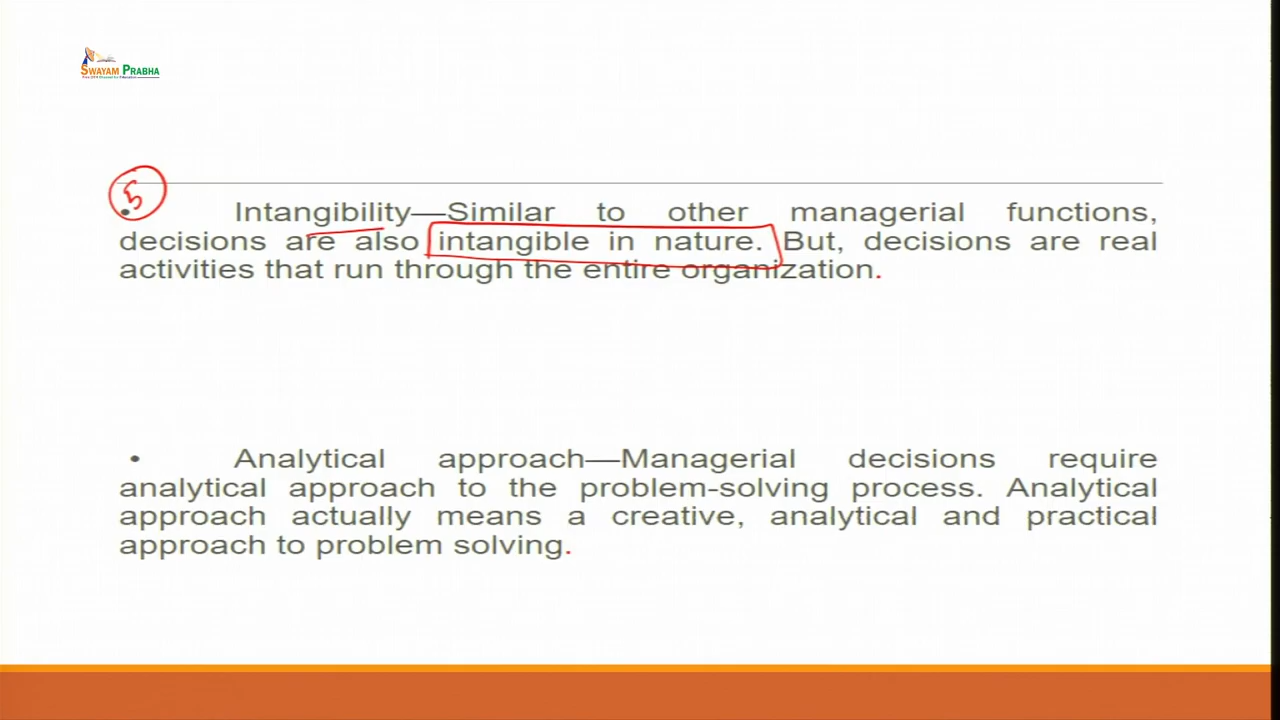 SWAYAM PRABHA
5
• Intangibility—Similar to other managerial functions,
decisions are also intangible in nature. But, decisions are real
activities that run through the entire organization.
• Analytical approach—Managerial decisions require
analytical approach to the problem-solving process. Analytical
approach actually means a creative, analytical and practical
approach to problem solving.